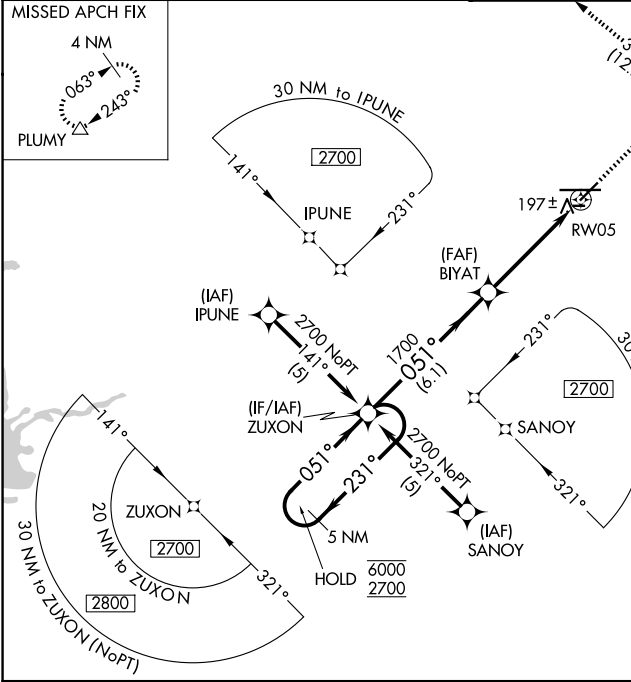 MISSED APCH FIX
4 NM
063°
243°
PLUMY
30 NM to IPUNE
2700
141°
231°
IPUNE
197±
RW05
(FAF)
BIYAT
(IAF)
IPUNE
2700 NoPT
141°
(5)
1700
051°
(6.1)
(IF/IAF)
ZUXON
231°
2700
SANOY
321°
2700 NoPT
321°
(5)
(IAF)
SANOY
051°
231°
5 NM
HOLD
6000
2700
141°
ZUXON
2700
20 NM to ZUXON
321°
2800
30 NM to ZUXON (NoPT)